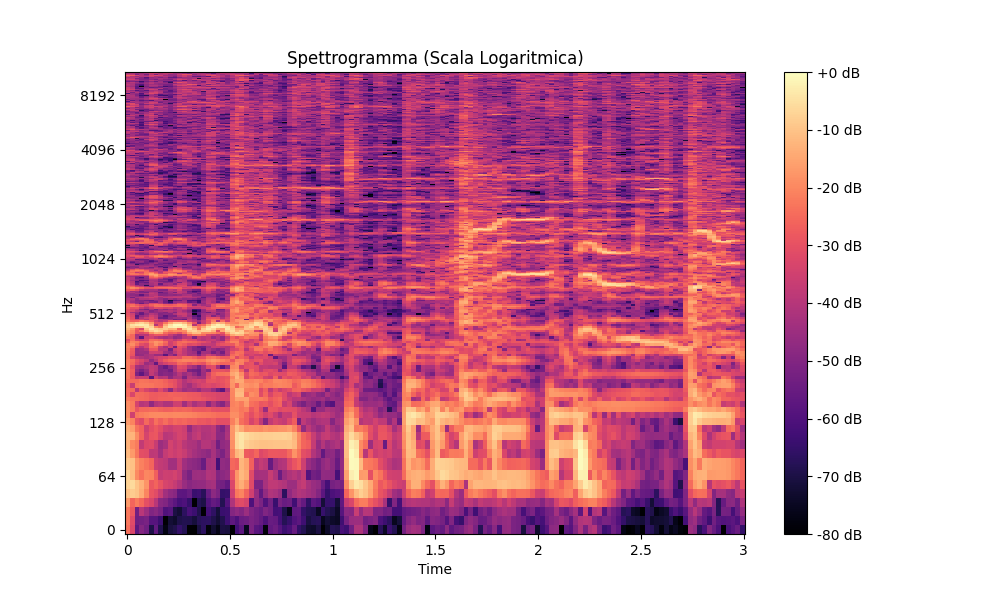 Spettrogramma (Scala Logaritmica)
Hz
8192
4096
2048
1024
512
256
128
64
0
0
0.5
1
1.5
2
2.5
3
Time
+0 dB
-10 dB
-20 dB
-30 dB
-40 dB
-50 dB
-60 dB
-70 dB
-80 dB